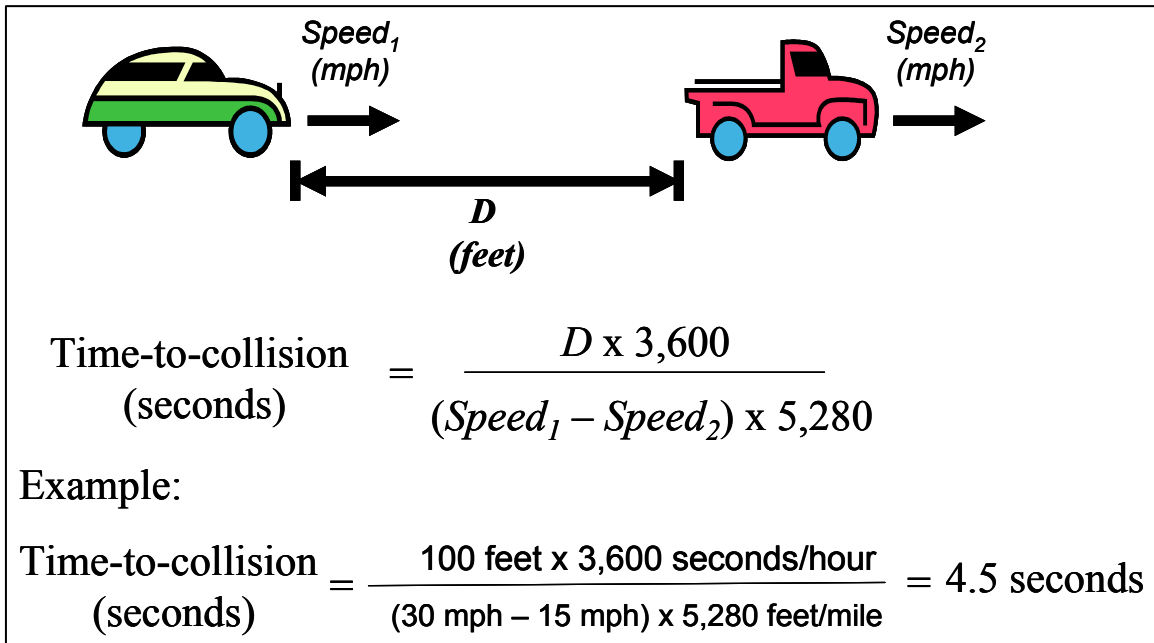 Speed₁ Speed₂
(mph) (mph)
D
(feet)
Time-to-collision
(seconds)
=
D x 3,600
(Speed₁ – Speed₂) x 5,280
Example:
Time-to-collision
(seconds)
=
100 feet x 3,600 seconds/hour
(30 mph – 15 mph) x 5,280 feet/mile
= 4.5 seconds